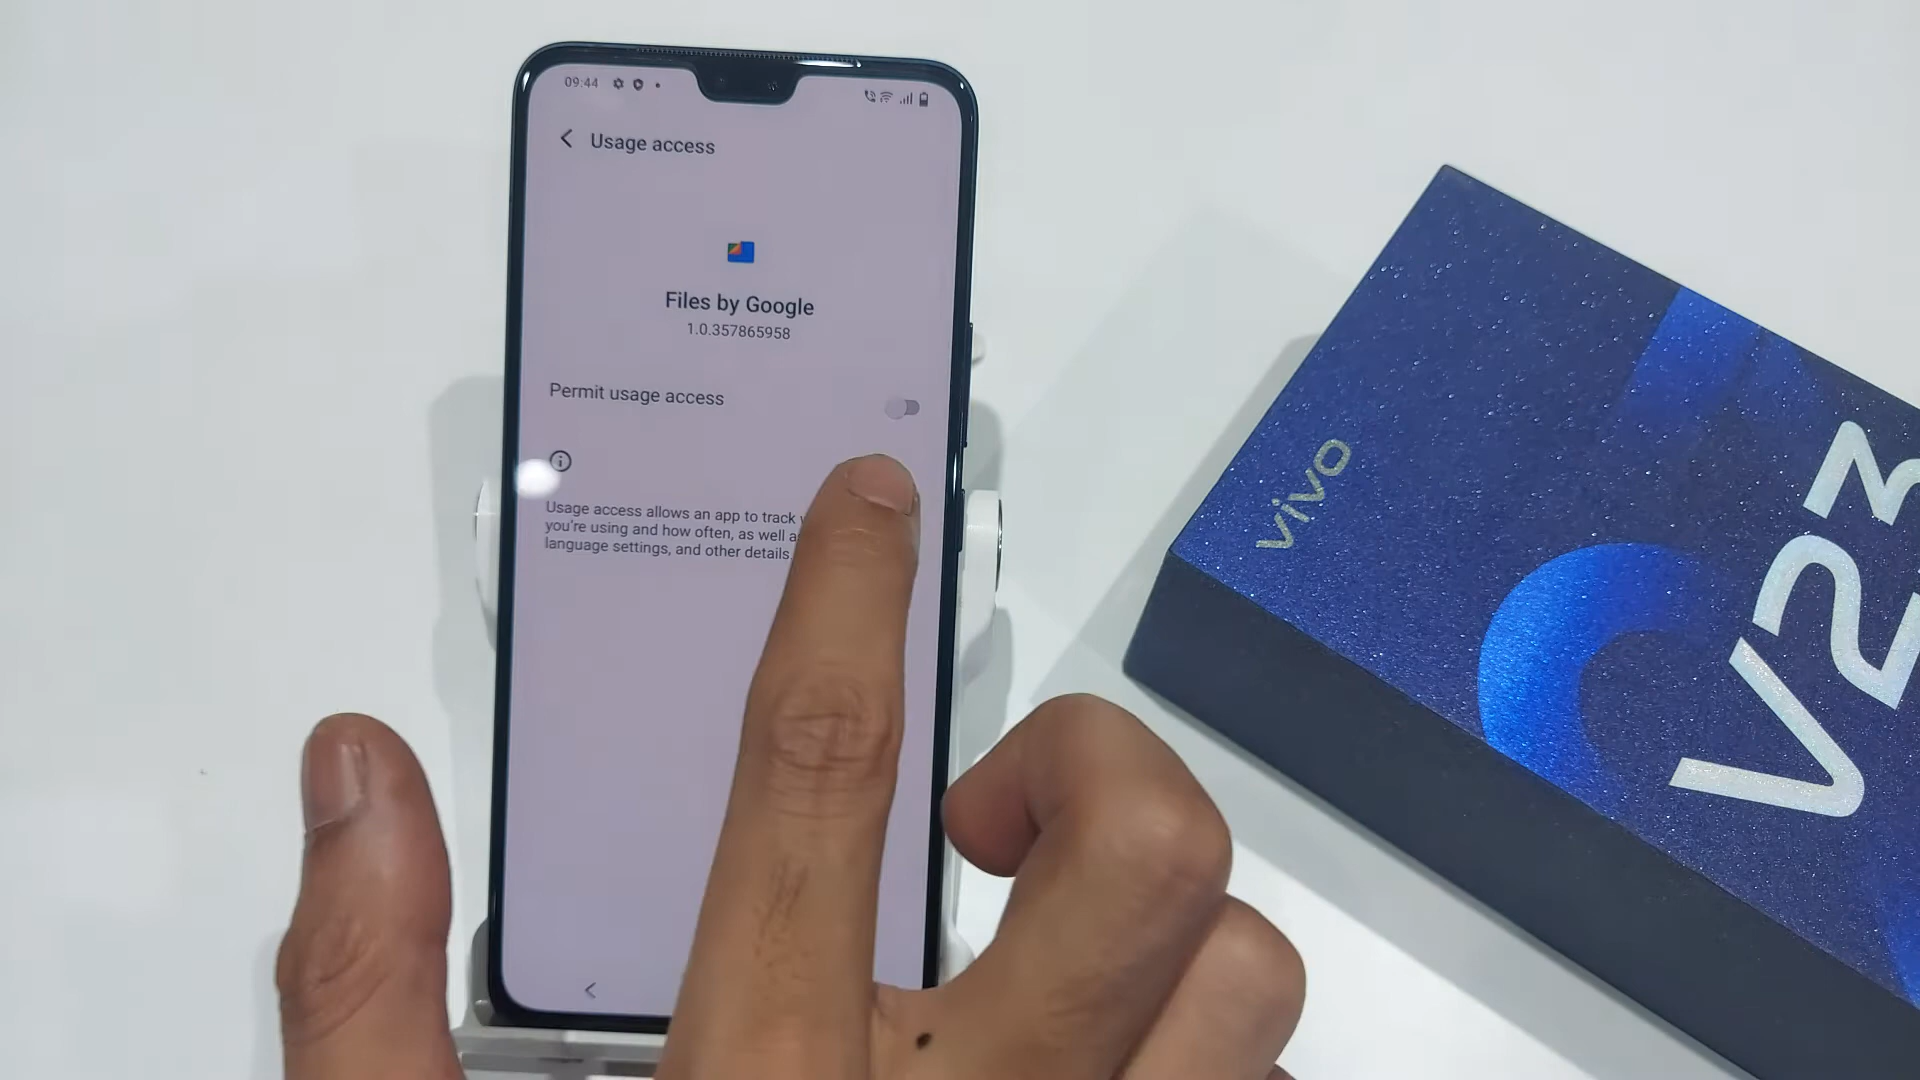 09:44
Usage access
Files by Google
1.0.357865958
Permit usage access
Usage access allows an app to track
you're using and how often, as well
language settings, and other details.
vivo
V23